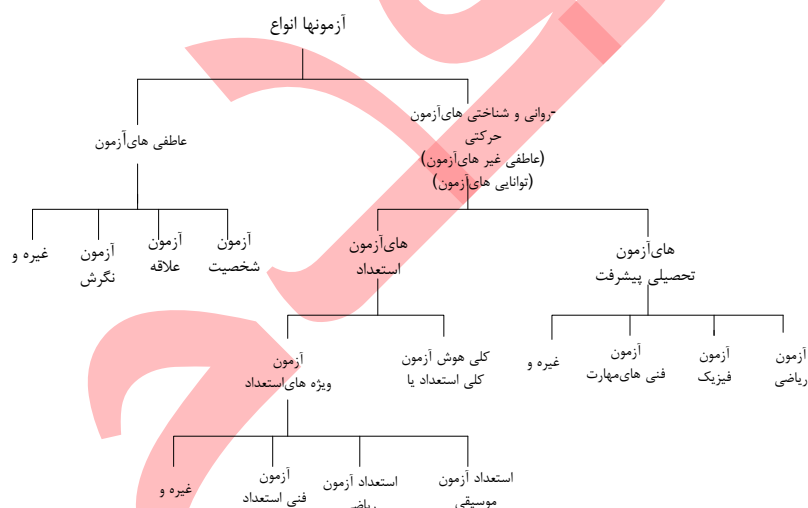 آزمونها انواع
-روانی و شناختی های‌آزمون
حرکتی
(عاطفی غیر های‌آزمون)
(توانایی های‌آزمون)
عاطفی های‌آزمون
های‌آزمون
تحصیلی پیشرفت
های‌آزمون
استعداد
آزمون
شخصیت
آزمون
علاقه
آزمون
نگرش
غیره و
آزمون
ریاضی
آزمون
فیزیک
آزمون
فنی های‌مهارت
غیره و
کلی هوش آزمون
کلی استعداد یا
آزمون
ویژه های‌استعداد
استعداد آزمون
موسیقی
استعداد آزمون
ریاضی
آزمون
فنی استعداد
غیره و